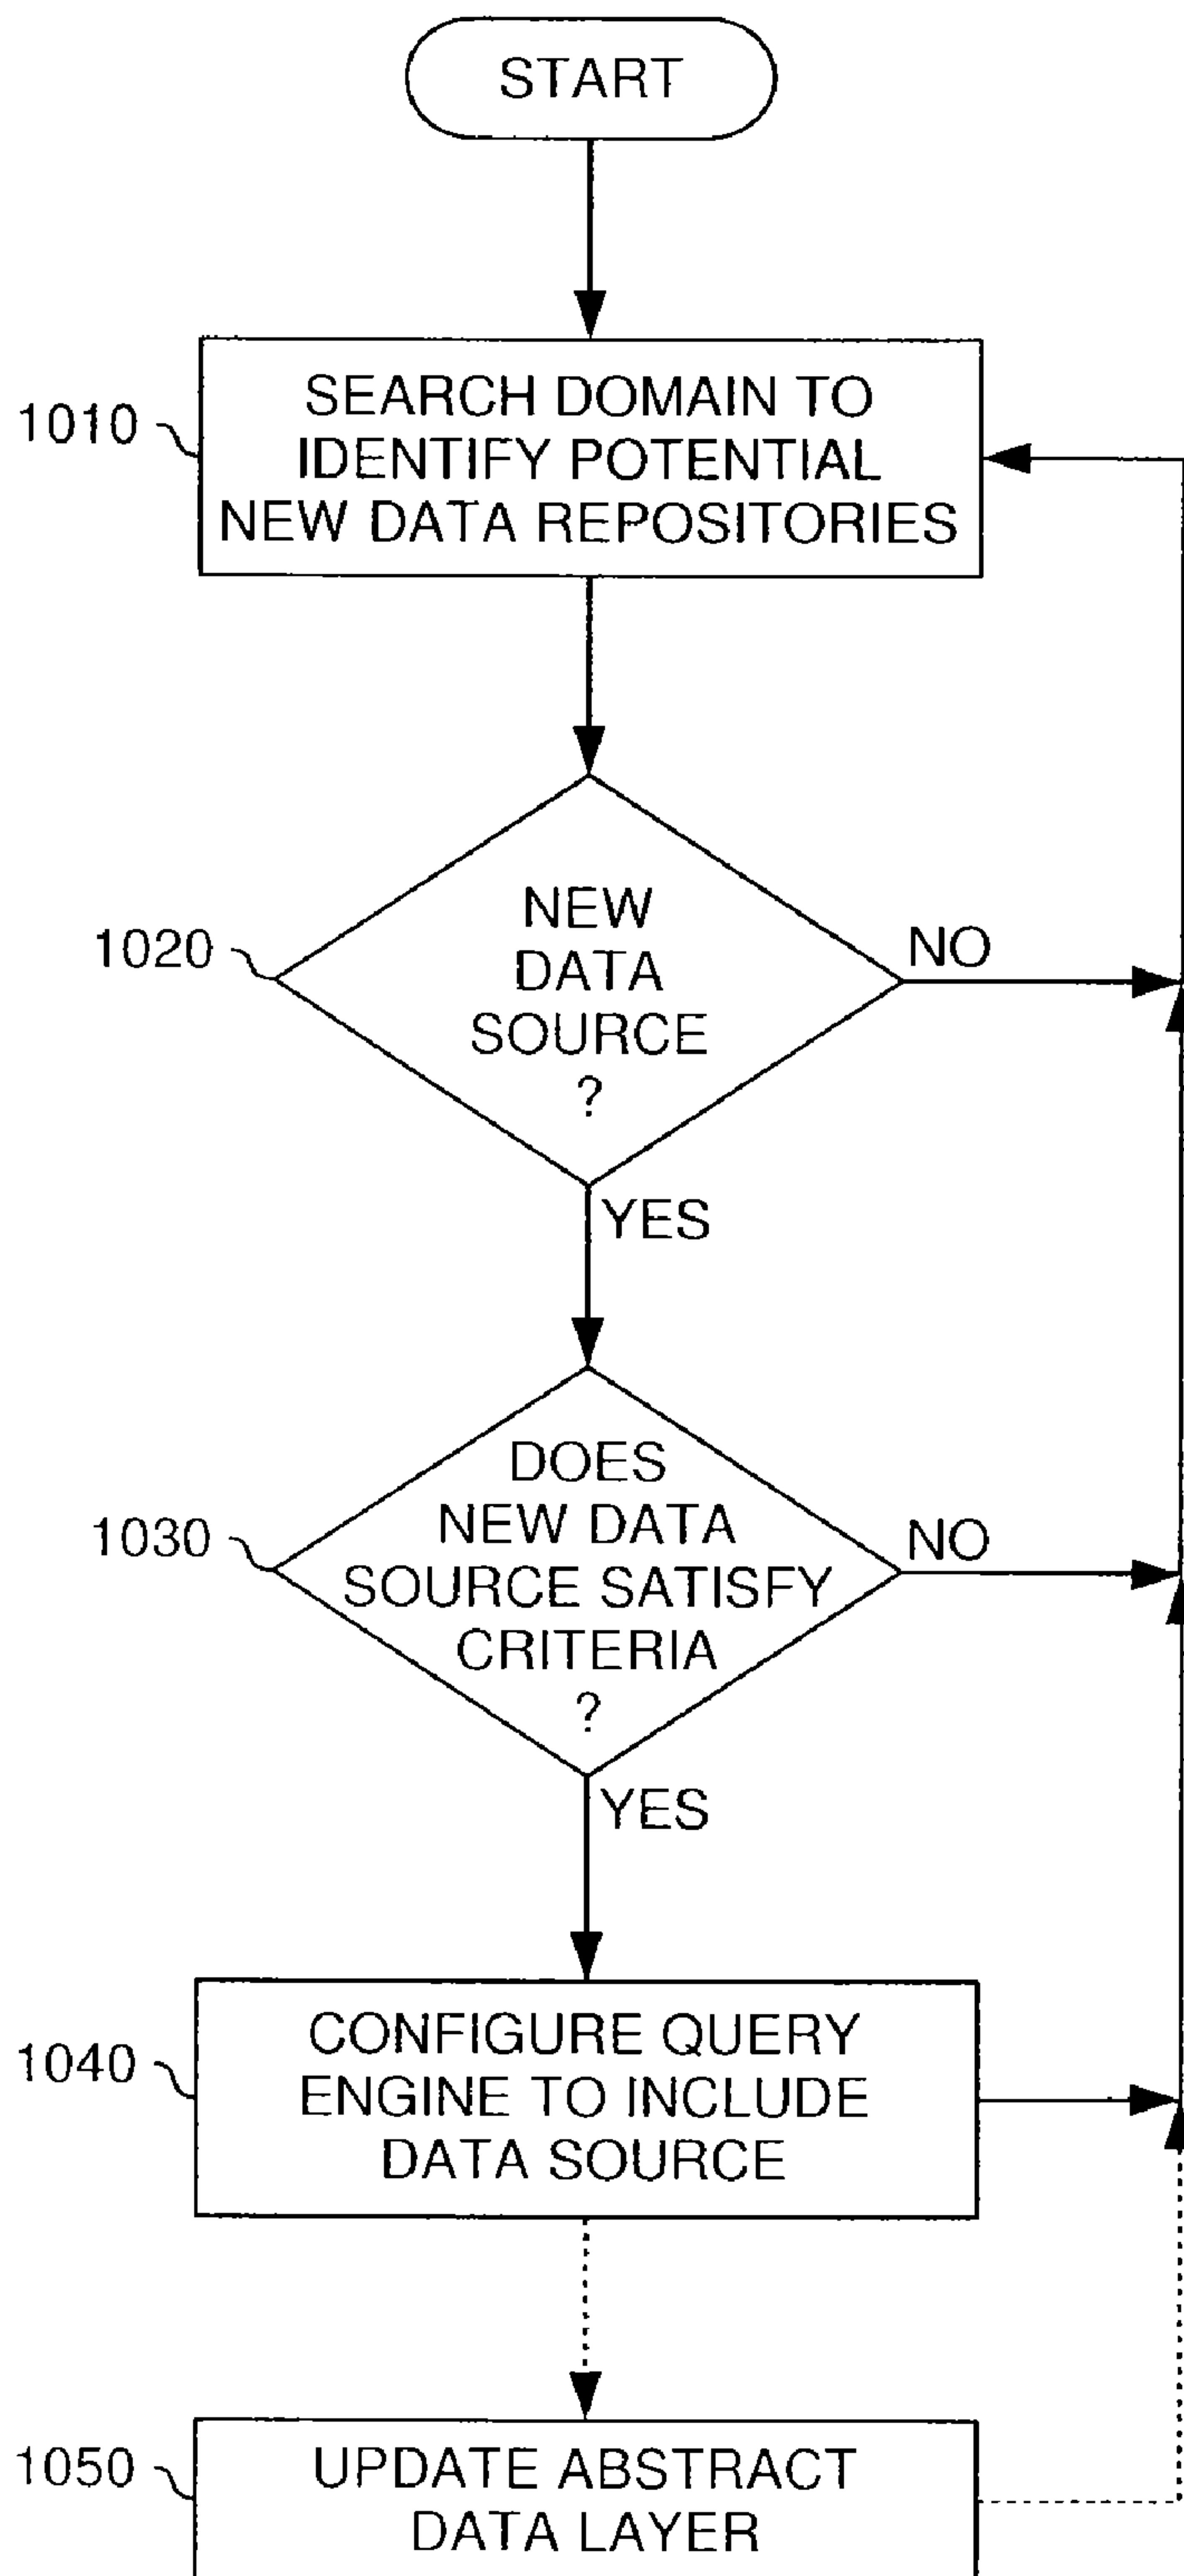 START
1010
SEARCH DOMAIN TO
IDENTIFY POTENTIAL
NEW DATA REPOSITORIES
1020
NEW
DATA
SOURCE
?
NO
YES
1030
DOES
NEW DATA
SOURCE SATISFY
CRITERIA
?
NO
YES
1040
CONFIGURE QUERY
ENGINE TO INCLUDE
DATA SOURCE
1050
UPDATE ABSTRACT
DATA LAYER